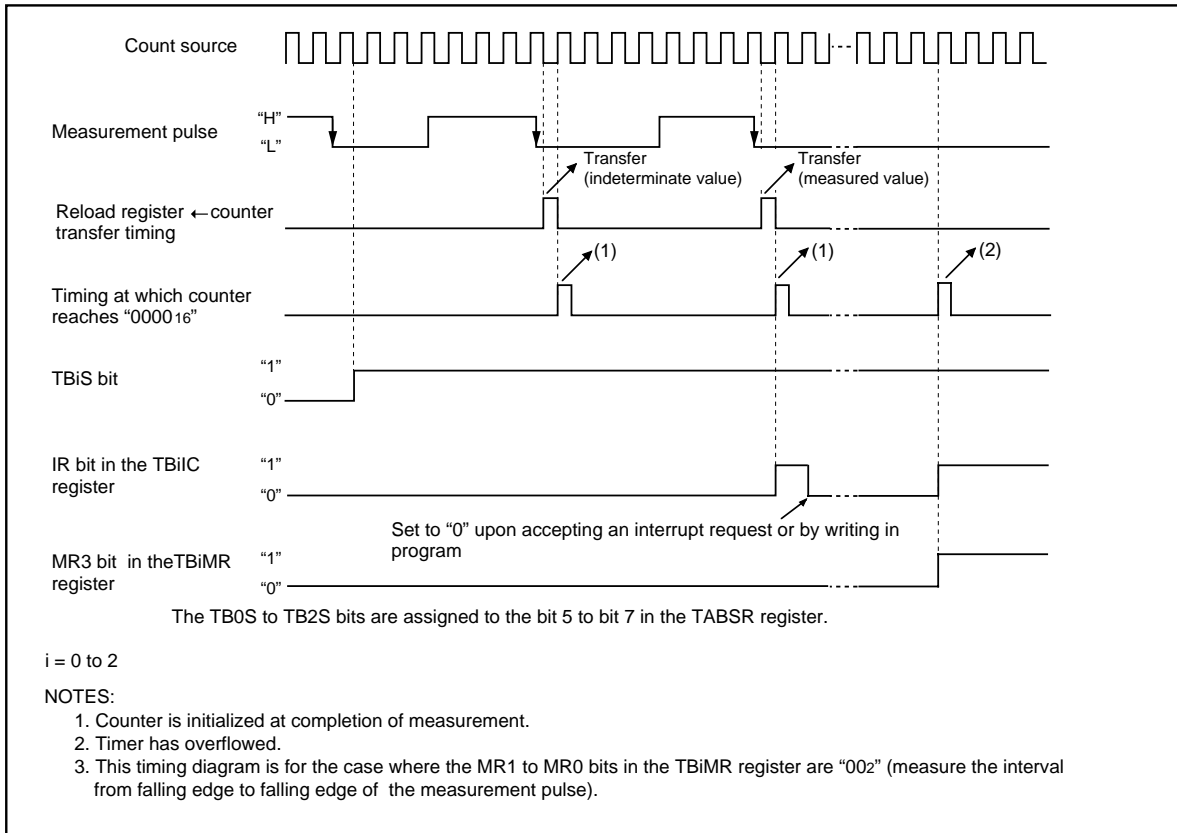 Count source
Measurement pulse
“H”
“L”
Transfer
(indeterminate value)
Transfer
(measured value)
Reload register ←counter
transfer timing
(1)
(1)
(2)
Timing at which counter
reaches “000016”
TBiS bit
“1”
“0”
IR bit in the TBiIC
register
“1”
“0”
Set to “0” upon accepting an interrupt request or by writing in
program
MR3 bit in theTBiMR
register
“1”
“0”
The TB0S to TB2S bits are assigned to the bit 5 to bit 7 in the TABSR register.
i = 0 to 2
NOTES:
1. Counter is initialized at completion of measurement.
2. Timer has overflowed.
3. This timing diagram is for the case where the MR1 to MR0 bits in the TBiMR register are “002” (measure the interval
from falling edge to falling edge of the measurement pulse).